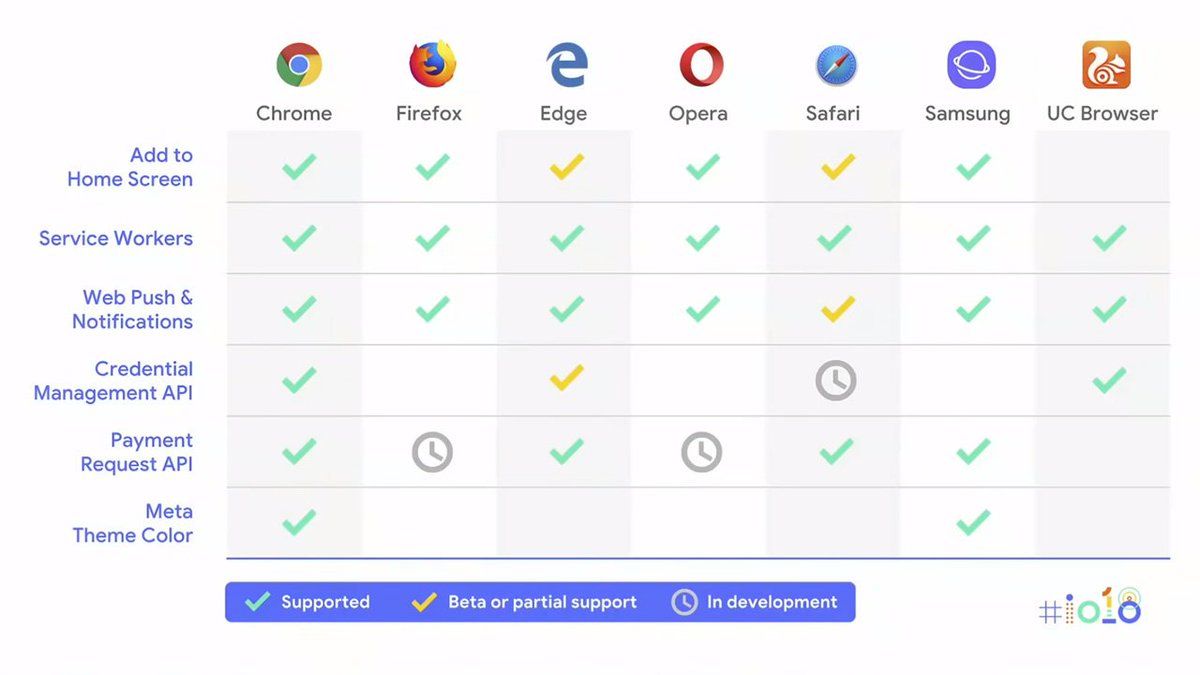 Chrome Firefox Edge Opera Safari Samsung UC Browser
Add to
Home Screen
Service Workers
Web Push &
Notifications
Credential
Management API
Payment
Request API
Meta
Theme Color
Supported Beta or partial support In development
#io18